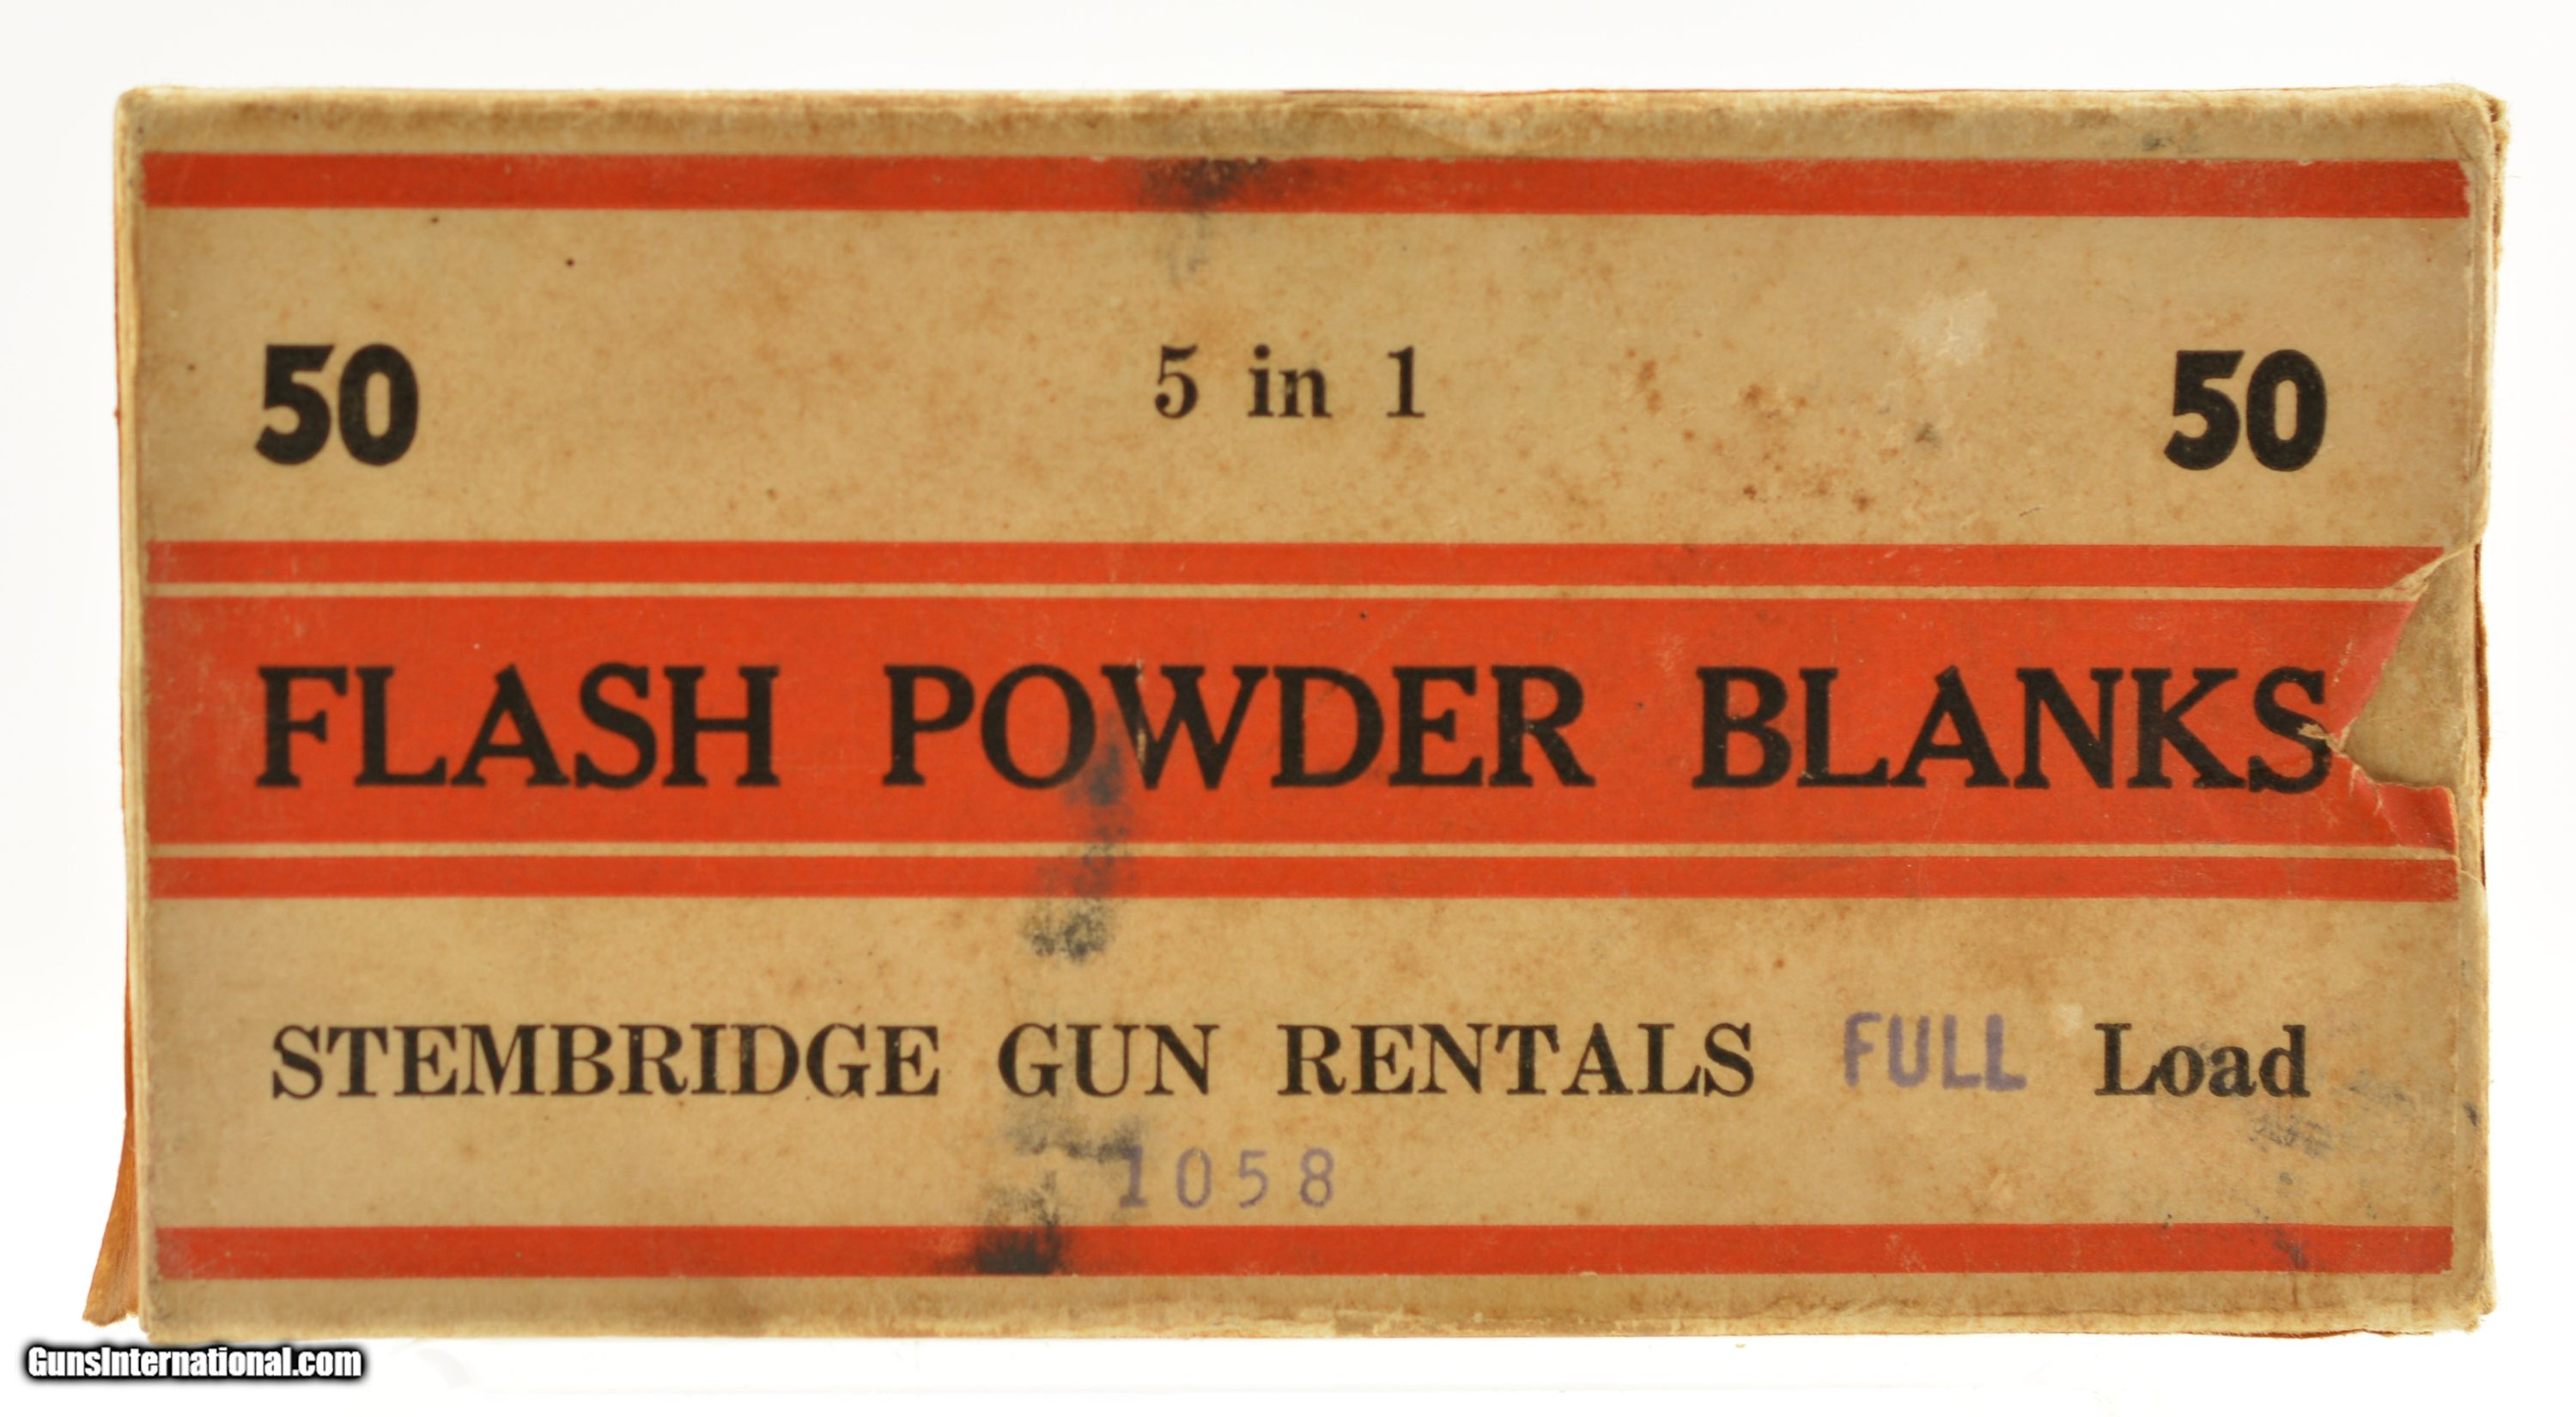 50 5 in 1 50
FLASH POWDER BLANKS
STEMBRIDGE GUN RENTALS FULL Load
1058
GunsInternational.com